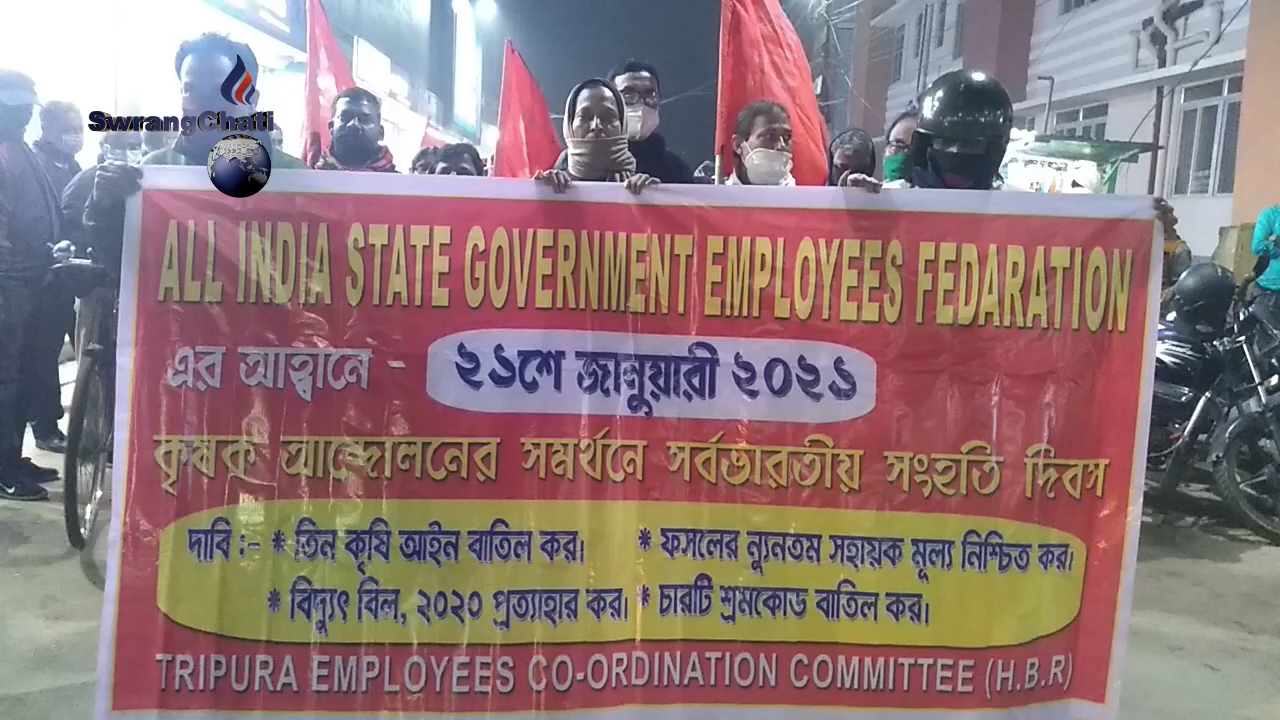 SwrangChati
ALL INDIA STATE GOVERNMENT EMPLOYEES FEDARATION
এর আহ্বানে - ২১শে জানুয়ারী ২০২১
কৃষক আন্দোলনের সমর্থনে সর্বভারতীয় সংহতি দিবস
দাবি :- * তিন কৃষি আইন বাতিল কর। * ফসলের ন্যুনতম সহায়ক মূল্য নিশ্চিত কর।
* বিদ্যুৎ বিল, ২০২০ প্রত্যাহার কর। * চারটি শ্রমকোড বাতিল কর।
TRIPURA EMPLOYEES CO-ORDINATION COMMITTEE (H.B.R)